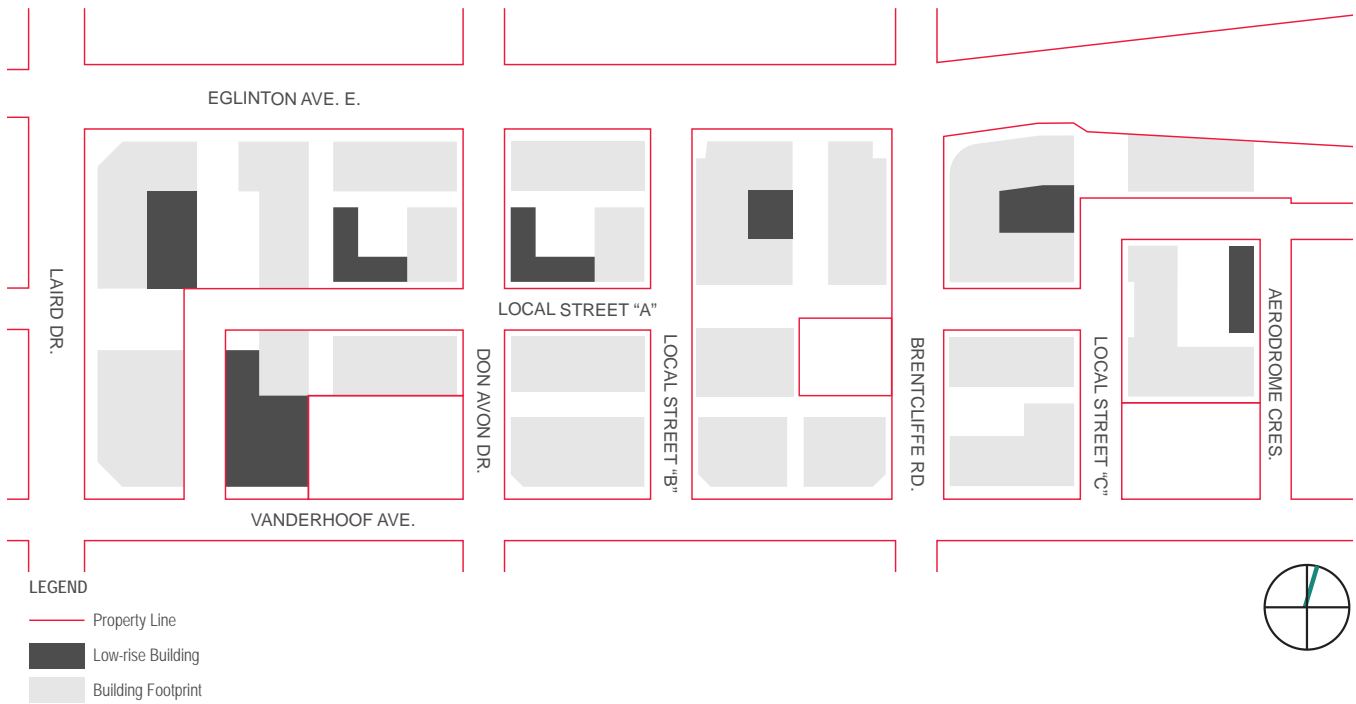 EGLINTON AVE. E.
LAIRD DR.
LOCAL STREET “A”
DON AVON DR.
LOCAL STREET “B”
BRENTCLIFFE RD.
LOCAL STREET “C”
AERODROME CRES.
VANDERHOOF AVE.
LEGEND
Property Line
Low-rise Building
Building Footprint